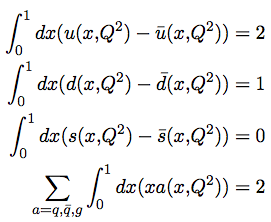 ∫₀¹ dx(u(x,Q²) − ū(x,Q²)) = 2
∫₀¹ dx(d(x,Q²) − d̄(x,Q²)) = 1
∫₀¹ dx(s(x,Q²) − s̄(x,Q²)) = 0
∑_{a=q,q̄,g} ∫₀¹ dx(xa(x,Q²)) = 2